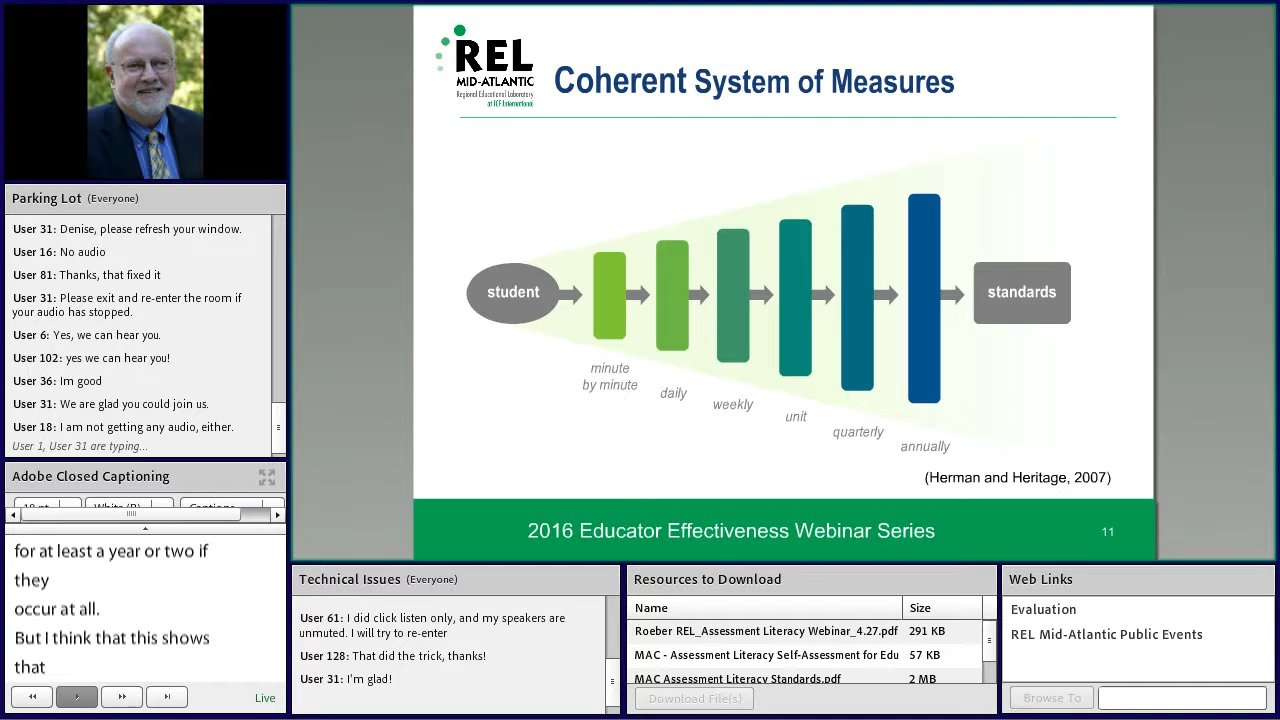 Parking Lot (Everyone)
User 31: Denise, please refresh your window.
User 16: No audio
User 81: Thanks, that fixed it
User 31: Please exit and re-enter the room if
your audio has stopped.
User 6: Yes, we can hear you.
User 102: yes we can hear you!
User 36: Im good
User 31: We are glad you could join us.
User 18: I am not getting any audio, either.
User 1, User 31 are typing...
Adobe Closed Captioning
for at least a year or two if
they
occur at all.
But I think that this shows
that
Live
REL
MID-ATLANTIC
Regional Educational Laboratory
at ICF International
Coherent System of Measures
student
standards
minute
by minute
daily
weekly
unit
quarterly
annually
(Herman and Heritage, 2007)
2016 Educator Effectiveness Webinar Series
11
Technical Issues (Everyone)
User 61: I did click listen only, and my speakers are
unmuted. I will try to re-enter
User 128: That did the trick, thanks!
User 31: I'm glad!
Resources to Download
Name Size
Roeber REL_Assessment Literacy Webinar_4.27.pdf 291 KB
MAC - Assessment Literacy Self-Assessment for Edu 57 KB
MAC Assessment Literacy Standards.pdf 2 MB
Download File(s)
Web Links
Evaluation
REL Mid-Atlantic Public Events
Browse To